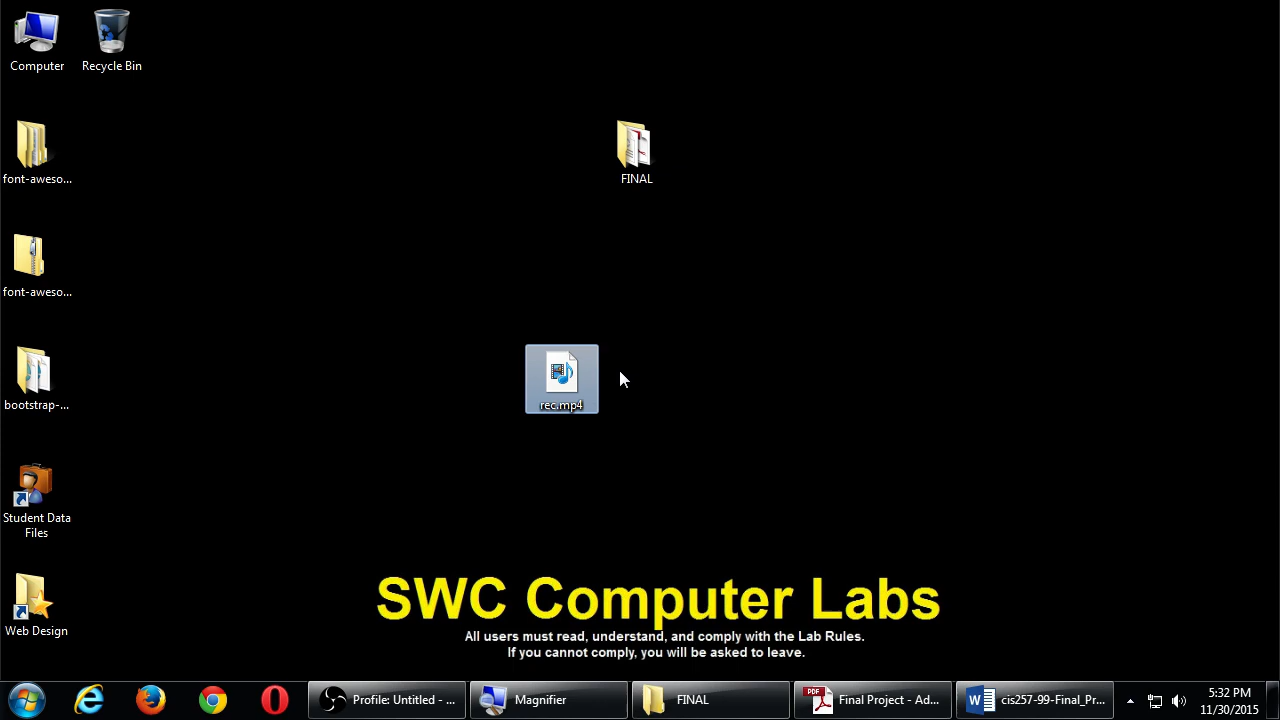 Computer
Recycle Bin
font-aweso...
FINAL
font-aweso...
bootstrap-...
rec.mp4
Student Data
Files
Web Design
SWC Computer Labs
All users must read, understand, and comply with the Lab Rules.
If you cannot comply, you will be asked to leave.
Profile: Untitled - ...
Magnifier
FINAL
PDF
Final Project - Ad...
cis257-99-Final_Pr...
5:32 PM
11/30/2015